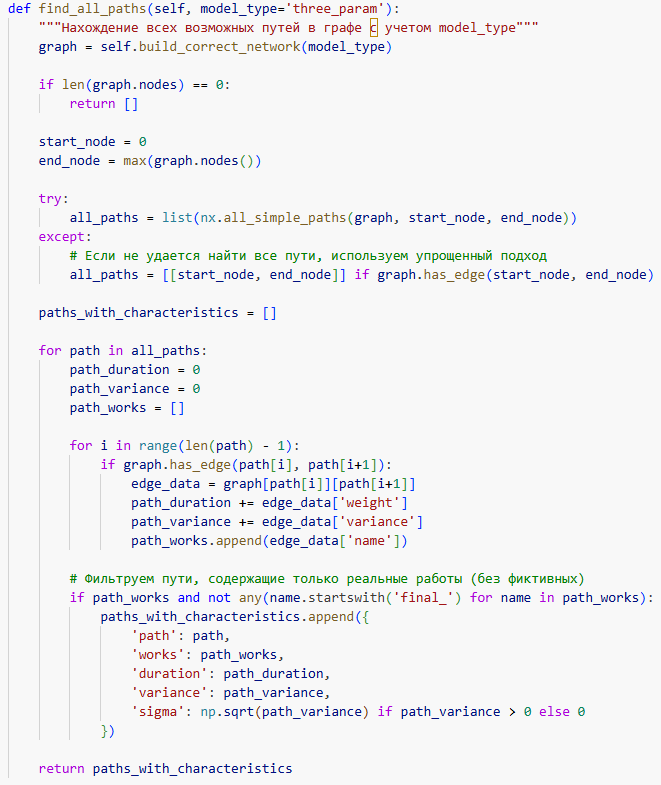 def find_all_paths(self, model_type='three_param'):
    """Нахождение всех возможных путей в графе с учетом model_type"""
    graph = self.build_correct_network(model_type)

    if len(graph.nodes) == 0:
        return []

    start_node = 0
    end_node = max(graph.nodes())

    try:
        all_paths = list(nx.all_simple_paths(graph, start_node, end_node))
    except:
        # Если не удается найти все пути, используем упрощенный подход
        all_paths = [[start_node, end_node]] if graph.has_edge(start_node, end_node)

    paths_with_characteristics = []

    for path in all_paths:
        path_duration = 0
        path_variance = 0
        path_works = []

        for i in range(len(path) - 1):
            if graph.has_edge(path[i], path[i+1]):
                edge_data = graph[path[i]][path[i+1]]
                path_duration += edge_data['weight']
                path_variance += edge_data['variance']
                path_works.append(edge_data['name'])

        # Фильтруем пути, содержащие только реальные работы (без фиктивных)
        if path_works and not any(name.startswith('final_') for name in path_works):
            paths_with_characteristics.append({
                'path': path,
                'works': path_works,
                'duration': path_duration,
                'variance': path_variance,
                'sigma': np.sqrt(path_variance) if path_variance > 0 else 0
            })

    return paths_with_characteristics